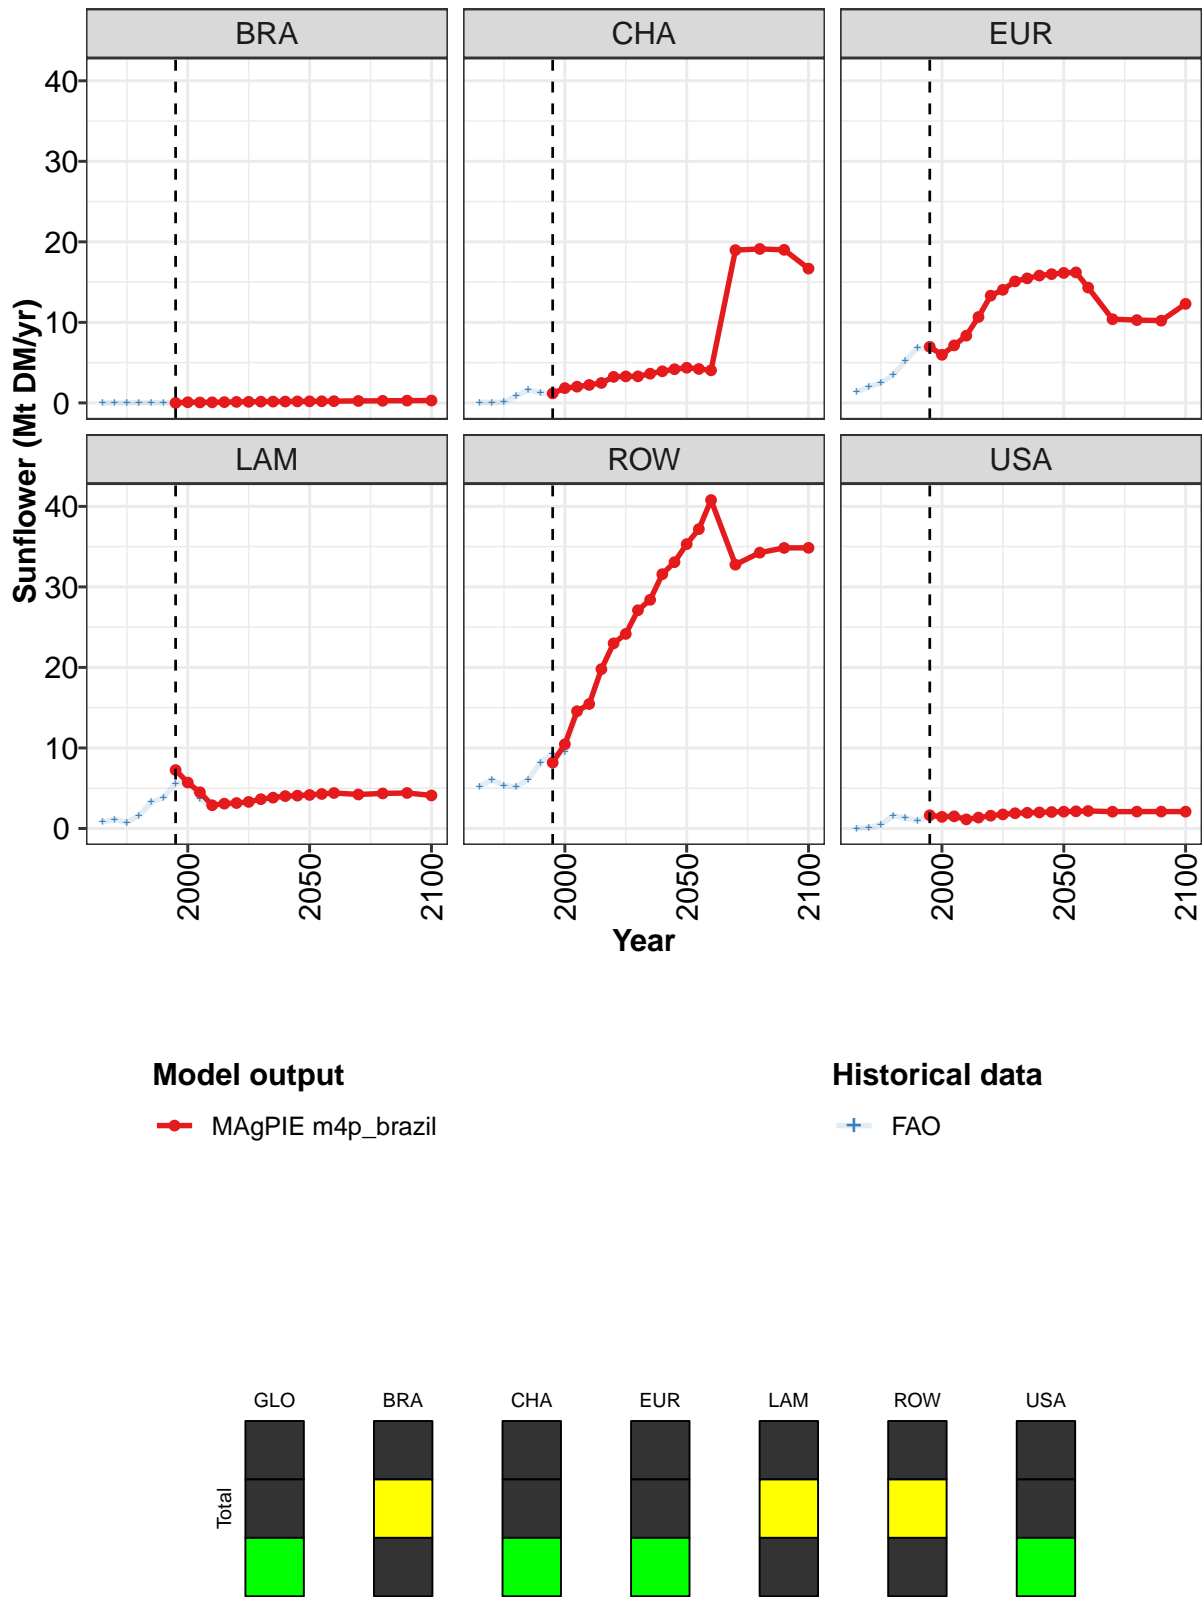 BRA CHA EUR
40
30
20
10
0
LAM ROW USA
40
30
20
10
0
Sunflower (Mt DM/yr)
2000 2050 2100 2000 2050 2100 2000 2050 2100
Year
Model output Historical data
MAgPIE m4p_brazil FAO
GLO BRA CHA EUR LAM ROW USA
Total